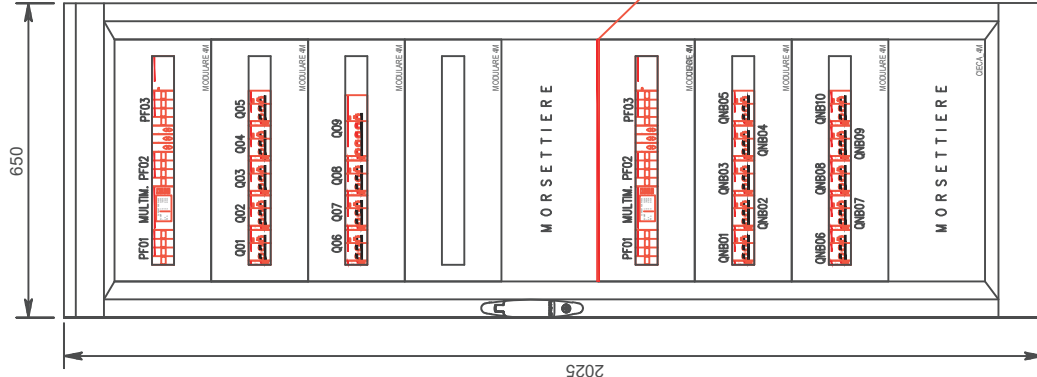 650
PF01 MULTIM. PF02 PF03
MODULARE 4M
Q01 Q02 Q03 Q04 Q05
MODULARE 4M
Q06 Q07 Q08 Q09
MODULARE 4M
MODULARE 4M
MORSETTIERE
PF01 MULTIM. PF02 PF03
QNB01 QNB03 QNB05
QNB02 QNB04
MODULARE 4M
QNB06 QNB08 QNB10
QNB07 QNB09
MODULARE 4M
MORSETTIERE
CIECA 4M
2025